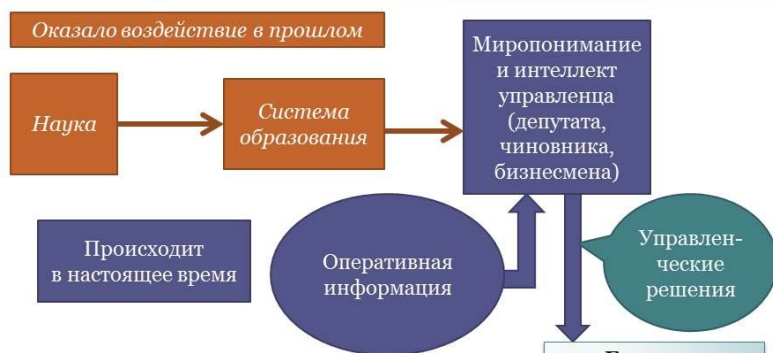 Оказало воздействие в прошлом
Наука
Система
образования
Миропонимание
и интеллект
управленца
(депутата,
чиновника,
бизнесмена)
Происходит
в настоящее время
Оперативная
информация
Управлен-
ческие
решения